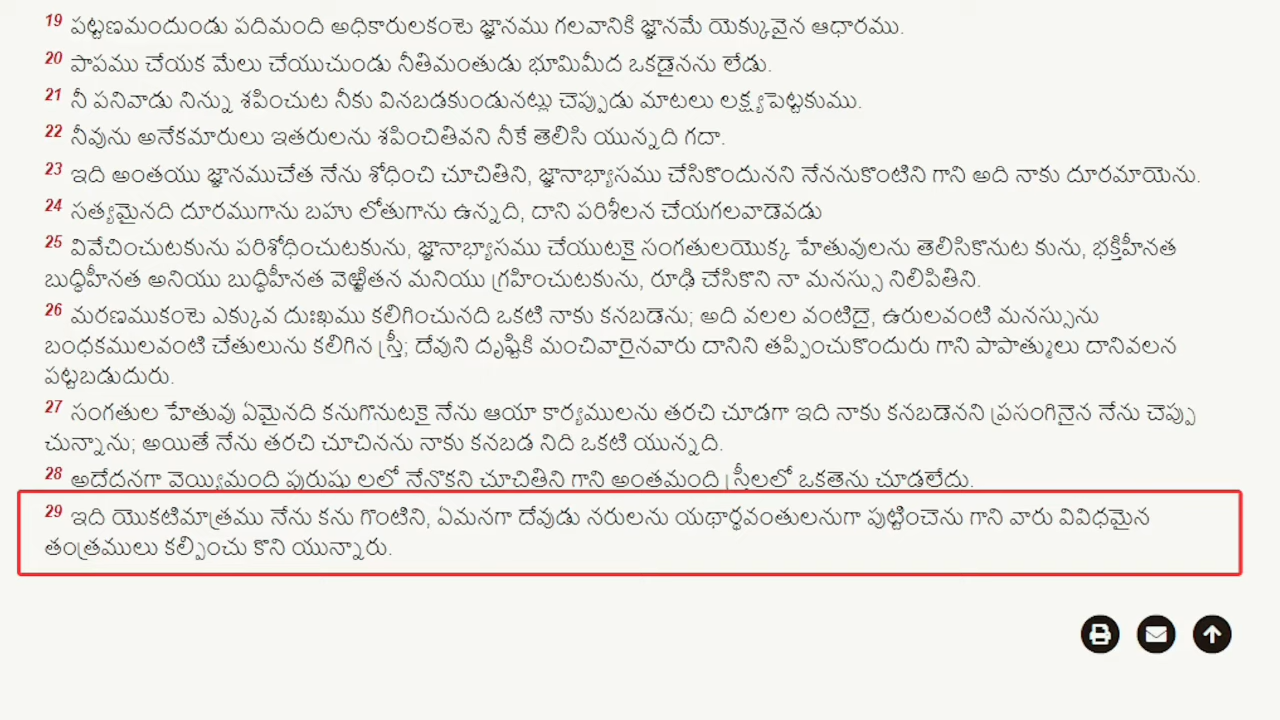 19 పట్టణమందుండు పదిమంది అధికారులకంటె జ్ఞానము గలవానికి జ్ఞానమే యెక్కువైన ఆధారము.
20 పాపము చేయక మేలు చేయుచుండు నీతిమంతుడు భూమిమీద ఒకడైనను లేడు.
21 నీ పనివాడు నిన్ను శపించుట నీకు వినబడకుండునట్లు చెప్పుడు మాటలు లక్ష్యపెట్టకుము.
22 నీవును అనేకమారులు ఇతరులను శపించితివని నీకే తెలిసి యున్నది గదా.
23 ఇది అంతయు జ్ఞానముచేత నేను శోధించి చూచితిని, జ్ఞానాభ్యాసము చేసికొందునని నేననుకొంటిని గాని అది నాకు దూరమాయెను.
24 సత్యమైనది దూరముగాను బహు లోతుగాను ఉన్నది, దాని పరిశీలన చేయగలవాడెవడు
25 వివేచించుటకును పరిశోధించుటకును, జ్ఞానాభ్యాసము చేయుటకై సంగతులయొక్క హేతువులను తెలిసికొనుట కును, భక్తిహీనత
బుద్ధిహీనత అనియు బుద్ధిహీనత వెఱ్ఱితన మనియు గ్రహించుటకును, రూఢి చేసికొని నా మనస్సు నిలిపితిని.
26 మరణముకంటె ఎక్కువ దుఃఖము కలిగించునది ఒకటి నాకు కనబడెను; అది వలల వంటిదై, ఉరులవంటి మనస్సును
బంధకములవంటి చేతులును కలిగిన స్త్రీ; దేవుని దృష్టికి మంచివారైనవారు దానిని తప్పించుకొందురు గాని పాపాత్ములు దానివలన
పట్టబడుదురు.
27 సంగతుల హేతువు ఏమైనది కనుగొనుటకై నేను ఆయా కార్యములను తరచి చూడగా ఇది నాకు కనబడెనని ప్రసంగినైన నేను చెప్పు
చున్నాను; అయితే నేను తరచి చూచినను నాకు కనబడ నిది ఒకటి యున్నది.
28 అదేదనగా వెయ్యిమంది పురుషు లలో నేనొకని చూచితిని గాని అంతమంది స్త్రీలలో ఒకతెను చూడలేదు.
29 ఇది యొకటిమాత్రము నేను కను గొంటిని, ఏమనగా దేవుడు నరులను యథార్థవంతులనుగా పుట్టించెను గాని వారు వివిధమైన
తంత్రములు కల్పించు కొని యున్నారు.